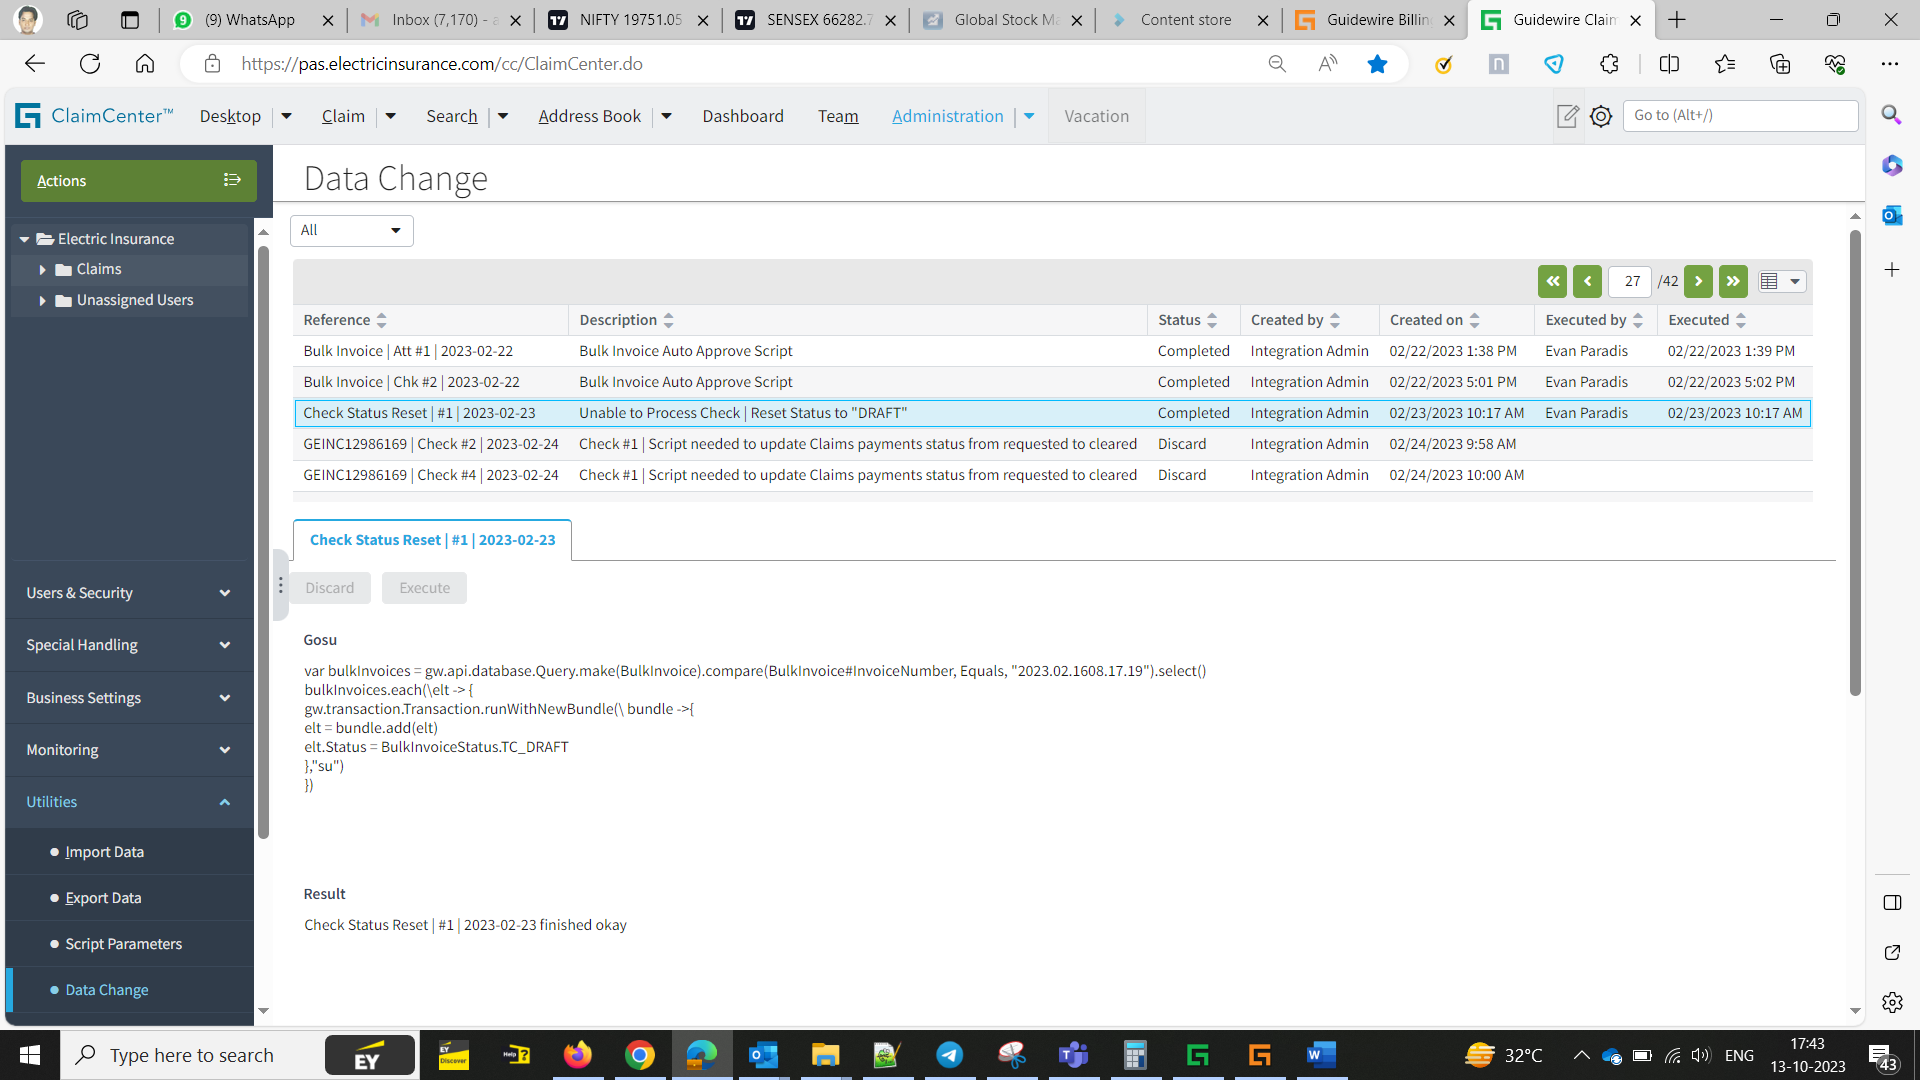 (9) WhatsApp
Inbox (7,170) - a
NIFTY 19751.05
SENSEX 66282.7
Global Stock Ma
Content store
Guidewire Billin
Guidewire Claim
https://pas.electricinsurance.com/cc/ClaimCenter.do
ClaimCenter™
Desktop
Claim
Search
Address Book
Dashboard
Team
Administration
Vacation
Go to (Alt+/)
Actions
Electric Insurance
Claims
Unassigned Users
Users & Security
Special Handling
Business Settings
Monitoring
Utilities
Import Data
Export Data
Script Parameters
Data Change
Data Change
All
27 /42
Reference Description Status Created by Created on Executed by Executed
Bulk Invoice | Att #1 | 2023-02-22 Bulk Invoice Auto Approve Script Completed Integration Admin 02/22/2023 1:38 PM Evan Paradis 02/22/2023 1:39 PM
Bulk Invoice | Chk #2 | 2023-02-22 Bulk Invoice Auto Approve Script Completed Integration Admin 02/22/2023 5:01 PM Evan Paradis 02/22/2023 5:02 PM
Check Status Reset | #1 | 2023-02-23 Unable to Process Check | Reset Status to "DRAFT" Completed Integration Admin 02/23/2023 10:17 AM Evan Paradis 02/23/2023 10:17 AM
GEINC12986169 | Check #2 | 2023-02-24 Check #1 | Script needed to update Claims payments status from requested to cleared Discard Integration Admin 02/24/2023 9:58 AM
GEINC12986169 | Check #4 | 2023-02-24 Check #1 | Script needed to update Claims payments status from requested to cleared Discard Integration Admin 02/24/2023 10:00 AM
Check Status Reset | #1 | 2023-02-23
Discard
Execute
Gosu
var bulkInvoices = gw.api.database.Query.make(BulkInvoice).compare(BulkInvoice#InvoiceNumber, Equals, "2023.02.1608.17.19").select()
bulkInvoices.each(\elt -> {
gw.transaction.Transaction.runWithNewBundle(\ bundle ->{
elt = bundle.add(elt)
elt.Status = BulkInvoiceStatus.TC_DRAFT
},"su")
})
Result
Check Status Reset | #1 | 2023-02-23 finished okay
Type here to search
EY
EY Discover
Help ?
32°C
ENG
17:43
13-10-2023
43